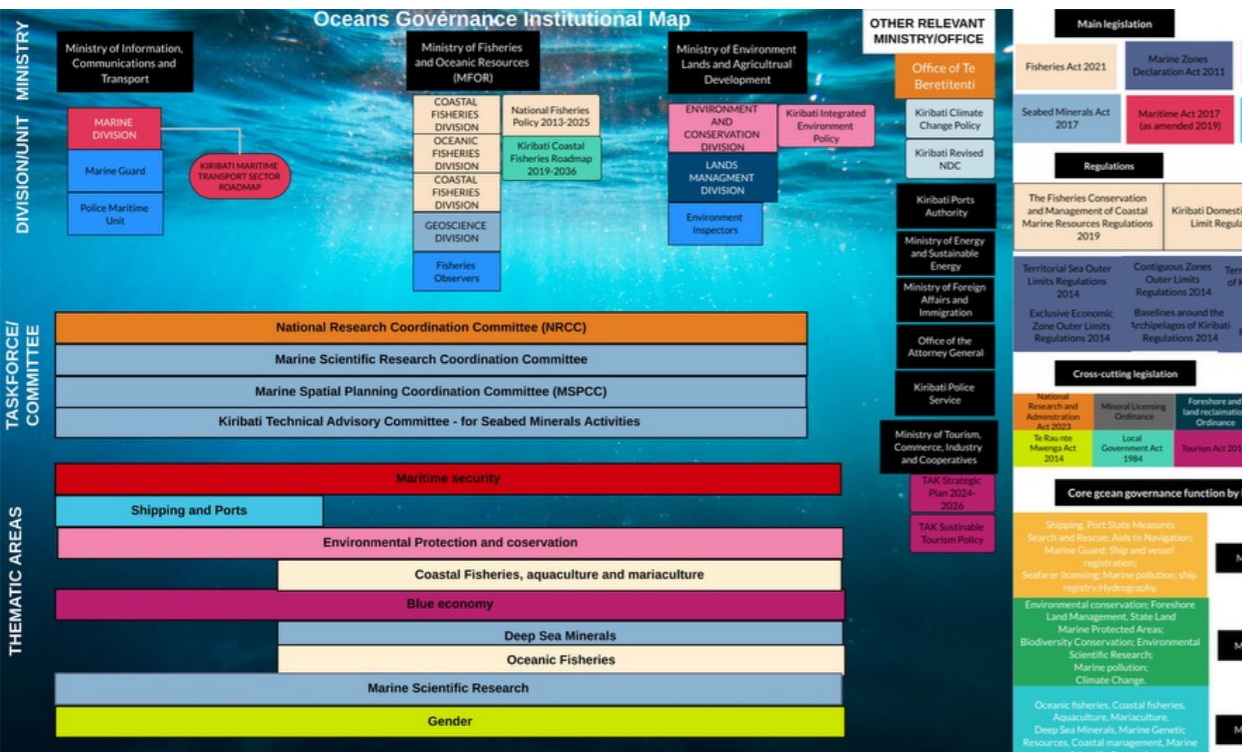 Oceans Governance Institutional Map
MINISTRY
Ministry of Information,
Communications and
Transport
Ministry of Fisheries
and Oceanic Resources
(MFOR)
Ministry of Environment
Lands and Agricultrual
Development
OTHER RELEVANT
MINISTRY/OFFICE
DIVISION/UNIT
MARINE
DIVISION
Marine Guard
Police Maritime
Unit
KIRIBATI MARITIME
TRANSPORT SECTOR
ROADMAP
COASTAL
FISHERIES
DIVISION
OCEANIC
FISHERIES
DIVISION
COASTAL
FISHERIES
DIVISION
GEOSCIENCE
DIVISION
Fisheries
Observers
National Fisheries
Policy 2013-2025
Kiribati Coastal
Fisheries Roadmap
2019-2036
ENVIRONMENT
AND
CONSERVATION
DIVISION
LANDS
MANAGMENT
DIVISION
Environment
Inspectors
Kiribati Integrated
Environment
Policy
Office of Te
Beretitenti
Kiribati Climate
Change Policy
Kiribati Revised
NDC
Kiribati Ports
Authority
Ministry of Energy
and Sustainable
Energy
Ministry of Foreign
Affairs and
Immigration
Office of the
Attorney General
Kiribati Police
Service
Ministry of Tourism,
Commerce, Industry
and Cooperatives
TAK Strategic
Plan 2024-
2026
TAK Sustinable
Tourism Policy
TASKFORCE/
COMMITTEE
National Research Coordination Committee (NRCC)
Marine Scientific Research Coordination Committee
Marine Spatial Planning Coordination Committee (MSPCC)
Kiribati Technical Advisory Committee - for Seabed Minerals Activities
THEMATIC AREAS
Maritime security
Shipping and Ports
Environmental Protection and coservation
Coastal Fisheries, aquaculture and mariaculture
Blue economy
Deep Sea Minerals
Oceanic Fisheries
Marine Scientific Research
Gender
Main legislation
Fisheries Act 2021
Marine Zones
Declaration Act 2011
Seabed Minerals Act
2017
Maritime Act 2017
(as amended 2019)
Regulations
The Fisheries Conservation
and Management of Coastal
Marine Resources Regulations
2019
Kiribati Domesti
Limit Regula
Territorial Sea Outer
Limits Regulations
2014
Contiguous Zones
Outer Limits
Regulations 2014
Terr
of K
Exclusive Economic
Zone Outer Limits
Regulations 2014
Baselines around the
Archipelagos of Kiribati
Regulations 2014
Cross-cutting legislation
National
Research and
Adminstration
Act 2023
Mineral Licensing
Ordinance
Foreshore and
land reclamatio
Ordinance
Te Rau nte
Mwenga Act
2014
Local
Government Act
1984
Tourism Act 201
Core gcean governance function by
Shipping, Port State Measures
Search and Rescue; Aids to Navigation;
Marine Guard; Ship and vessel
registration;
Seafarer licensing; Marine pollution; ship
registry;Hydrography.
Environmental conservation; Foreshore
Land Management, State Land
Marine Protected Areas;
Biodiversity Conservation; Environmental
Scientific Research;
Marine pollution;
Climate Change.
Oceanic fisheries, Coastal fisheries,
Aquaculture, Mariaculture,
Deep Sea Minerals, Marine Genetic
Resources, Coastal management, Marine